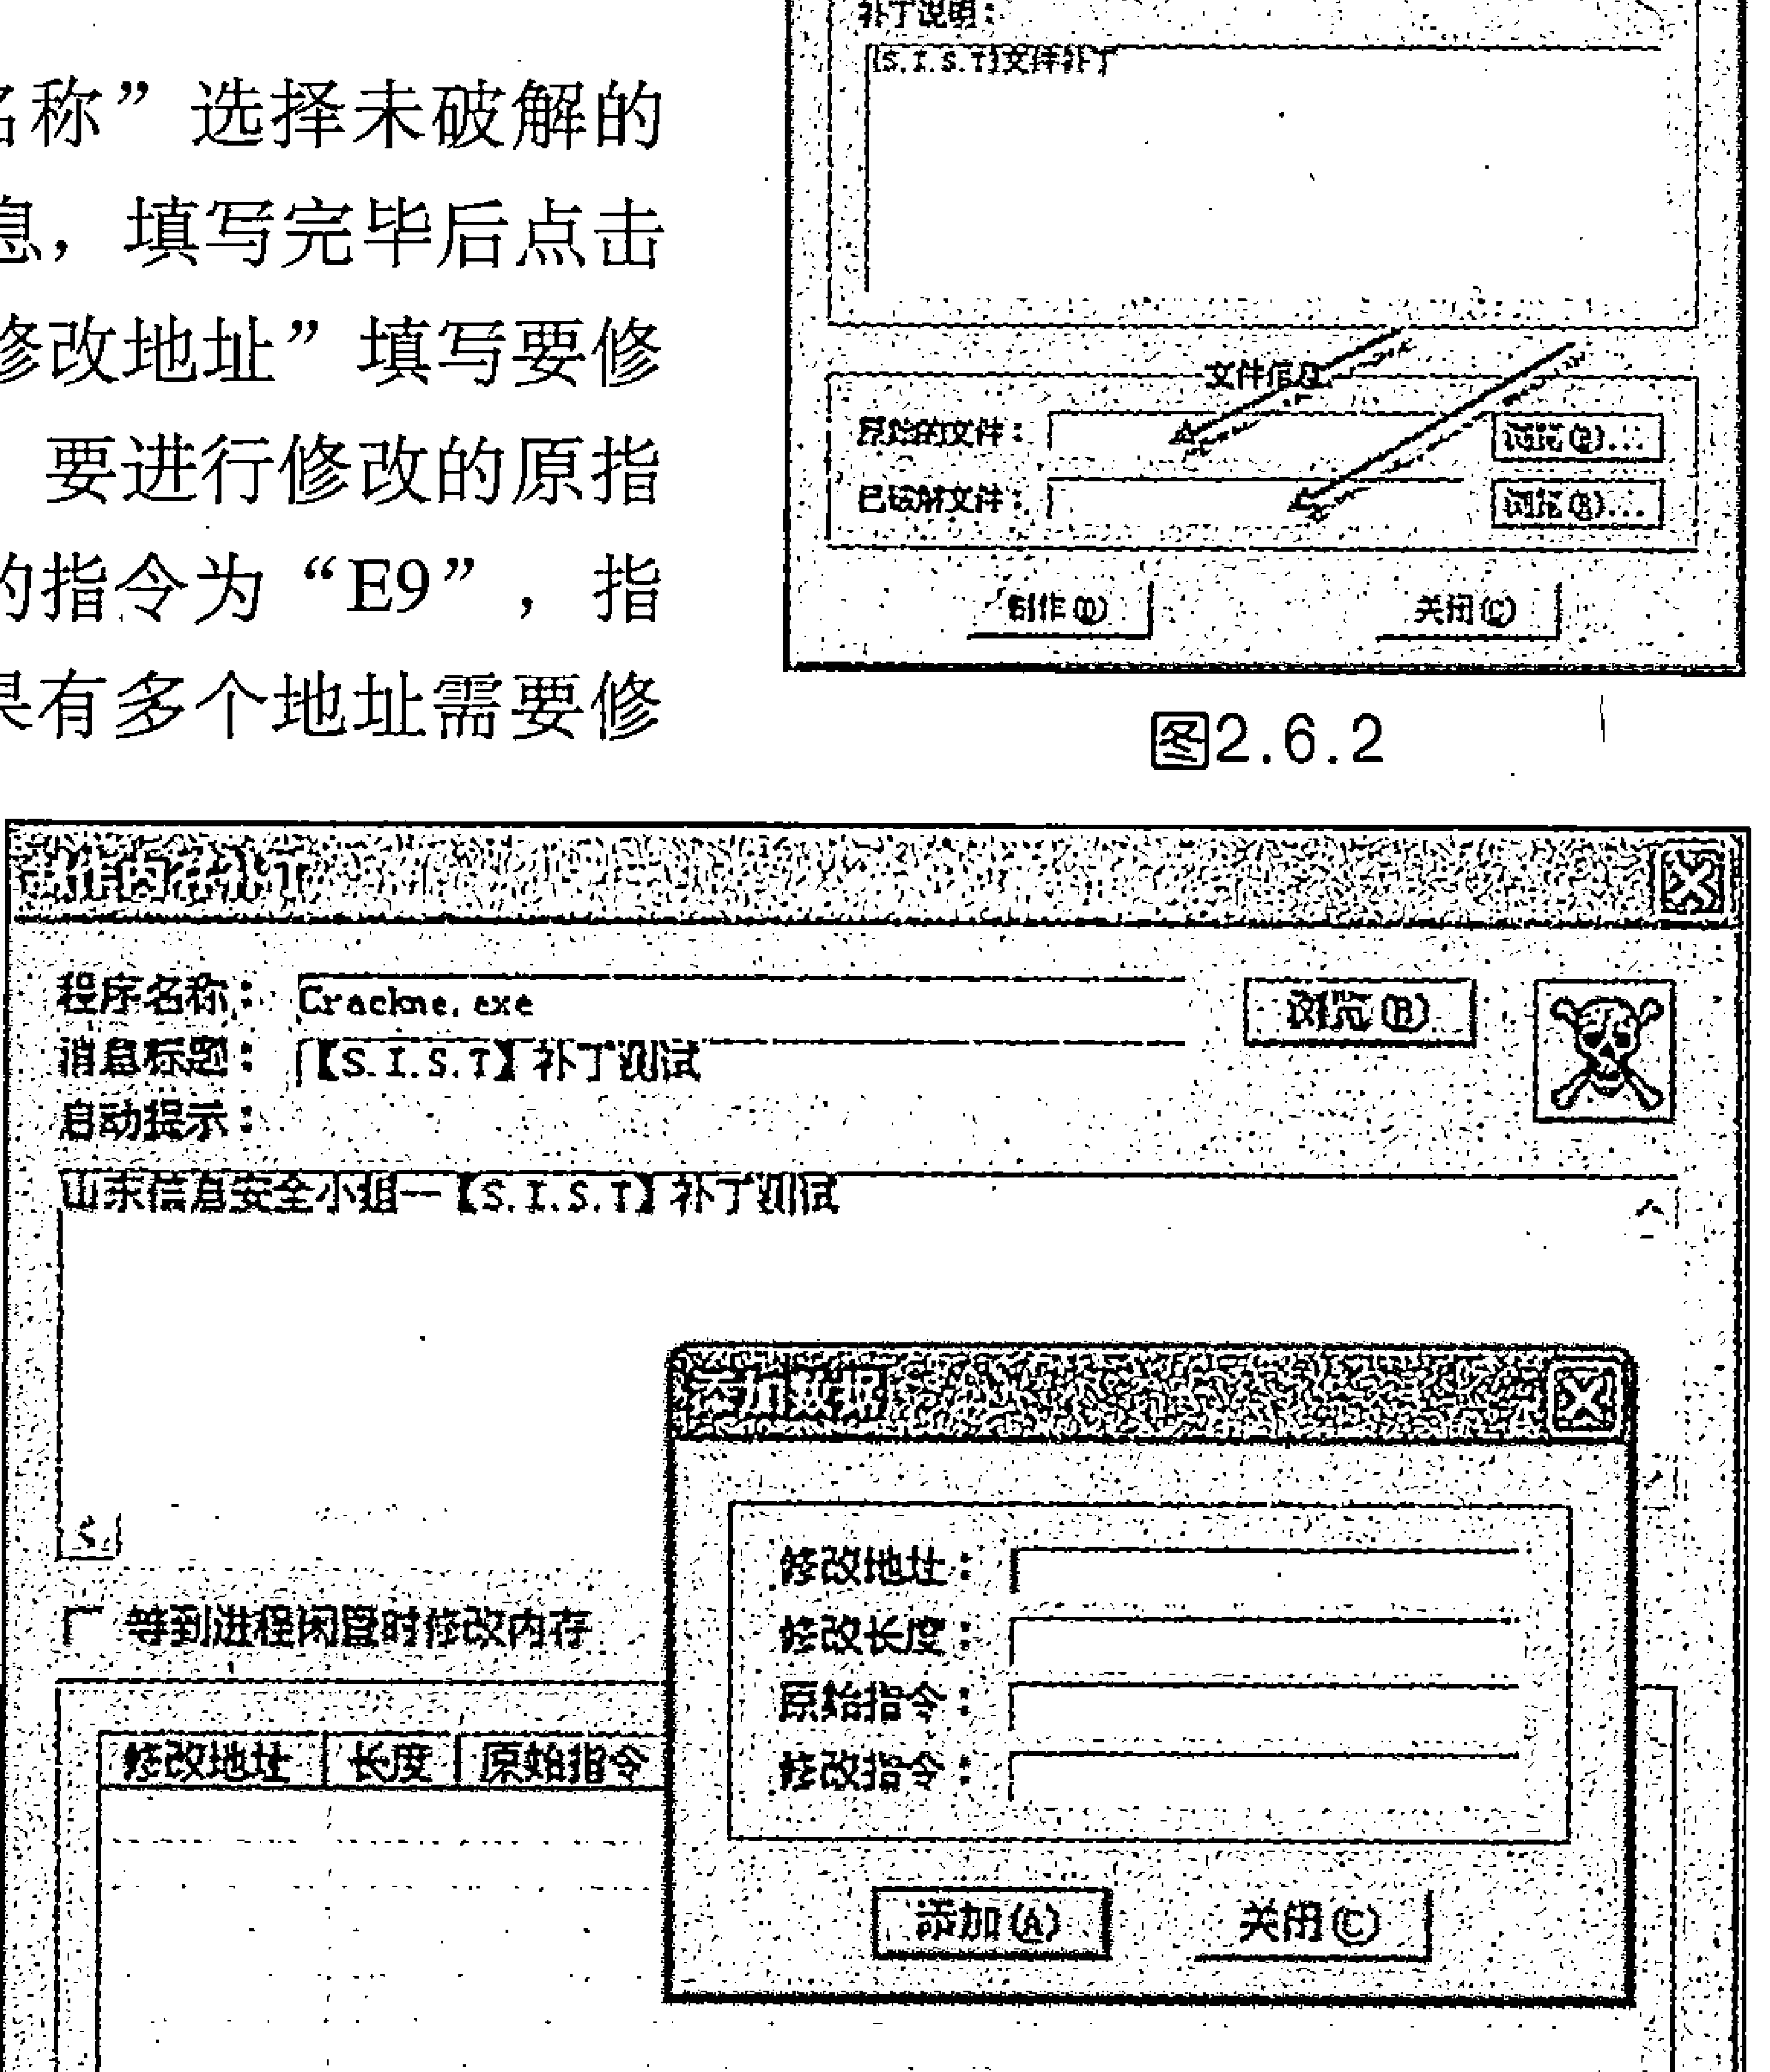 名称”选择未破解的
息，填写完毕后点击
修改地址”填写要修
要进行修改的原指
的指令为“E9”，指
果有多个地址需要修
补丁说明：
[S.I.S.T]文件补丁
文件信息
原始的文件：
已破解文件：
制作
关闭(C)
图2.6.2
制作内存补丁
程序名称：
Crackme.exe
浏览(B)
消息标题：
【S.I.S.T】补丁测试
启动提示：
山东信息安全小组--【S.I.S.T】补丁测试
等到进程闲置时修改内存
修改地址
长度
原始指令
添加数据
修改地址：
修改长度：
原始指令：
修改指令：
添加(A)
关闭(C)